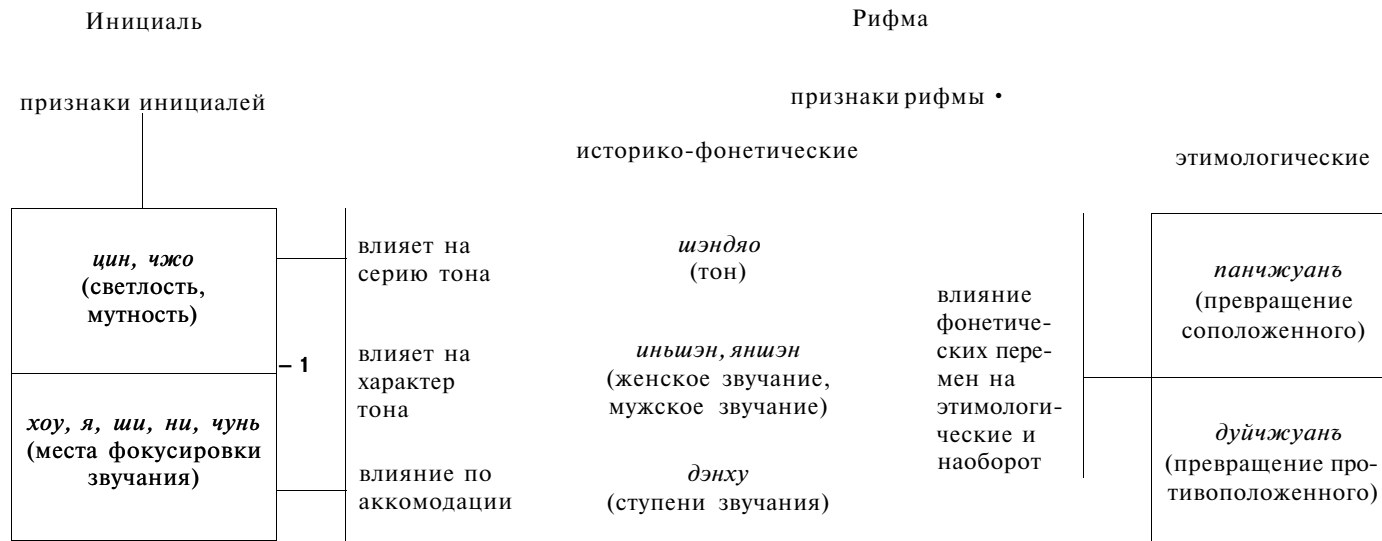 Инициаль
Рифма
признаки инициалей
признаки рифмы •
историко-фонетические
этимологические
цин, чжо
(светлость,
мутность)
хоу, я, ши, ни, чунь
(места фокусировки
звучания)
– 1
влияет на
серию тона
влияет на
характер
тона
влияние по
аккомодации
шэндяо
(тон)
иньшэн, яншэн
(женское звучание,
мужское звучание)
дэнху
(ступени звучания)
влияние
фонетиче-
ских пере-
мен на
этимологи-
ческие и
наоборот
панчжуанъ
(превращение
соположенного)
дуйчжуанъ
(превращение про-
тивоположенного)